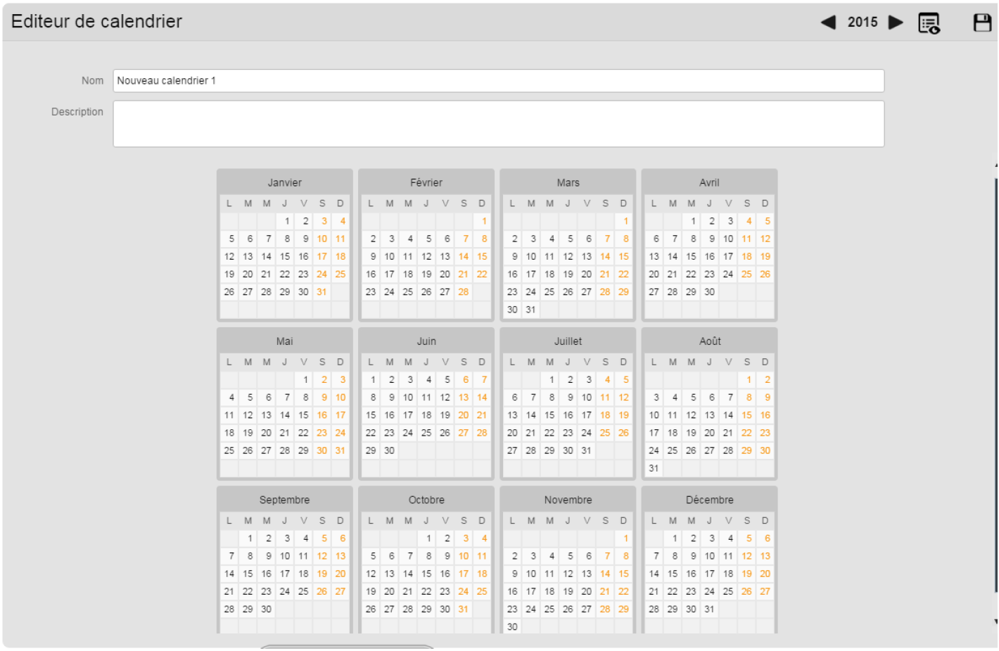 Editeur de calendrier
2015
Nom
Nouveau calendrier 1
Description
Janvier Février Mars Avril
L M M J V S D L M M J V S D L M M J V S D L M M J V S D
1 2 3 4 1 1 1 2 3 4 5
5 6 7 8 9 10 11 2 3 4 5 6 7 8 2 3 4 5 6 7 8 6 7 8 9 10 11 12
12 13 14 15 16 17 18 9 10 11 12 13 14 15 9 10 11 12 13 14 15 13 14 15 16 17 18 19
19 20 21 22 23 24 25 16 17 18 19 20 21 22 16 17 18 19 20 21 22 20 21 22 23 24 25 26
26 27 28 29 30 31 23 24 25 26 27 28 23 24 25 26 27 28 29 27 28 29 30
30 31
Mai Juin Juillet Août
L M M J V S D L M M J V S D L M M J V S D L M M J V S D
1 2 3 1 2 3 4 5 6 7 1 2 3 4 5 1 2
4 5 6 7 8 9 10 8 9 10 11 12 13 14 6 7 8 9 10 11 12 3 4 5 6 7 8 9
11 12 13 14 15 16 17 15 16 17 18 19 20 21 13 14 15 16 17 18 19 10 11 12 13 14 15 16
18 19 20 21 22 23 24 22 23 24 25 26 27 28 20 21 22 23 24 25 26 17 18 19 20 21 22 23
25 26 27 28 29 30 31 29 30 27 28 29 30 31 24 25 26 27 28 29 30
31
Septembre Octobre Novembre Décembre
L M M J V S D L M M J V S D L M M J V S D L M M J V S D
1 2 3 4 5 6 1 2 3 4 1 1 2 3 4 5 6
7 8 9 10 11 12 13 5 6 7 8 9 10 11 2 3 4 5 6 7 8 7 8 9 10 11 12 13
14 15 16 17 18 19 20 12 13 14 15 16 17 18 9 10 11 12 13 14 15 14 15 16 17 18 19 20
21 22 23 24 25 26 27 19 20 21 22 23 24 25 16 17 18 19 20 21 22 21 22 23 24 25 26 27
28 29 30 26 27 28 29 30 31 23 24 25 26 27 28 29 28 29 30 31
30